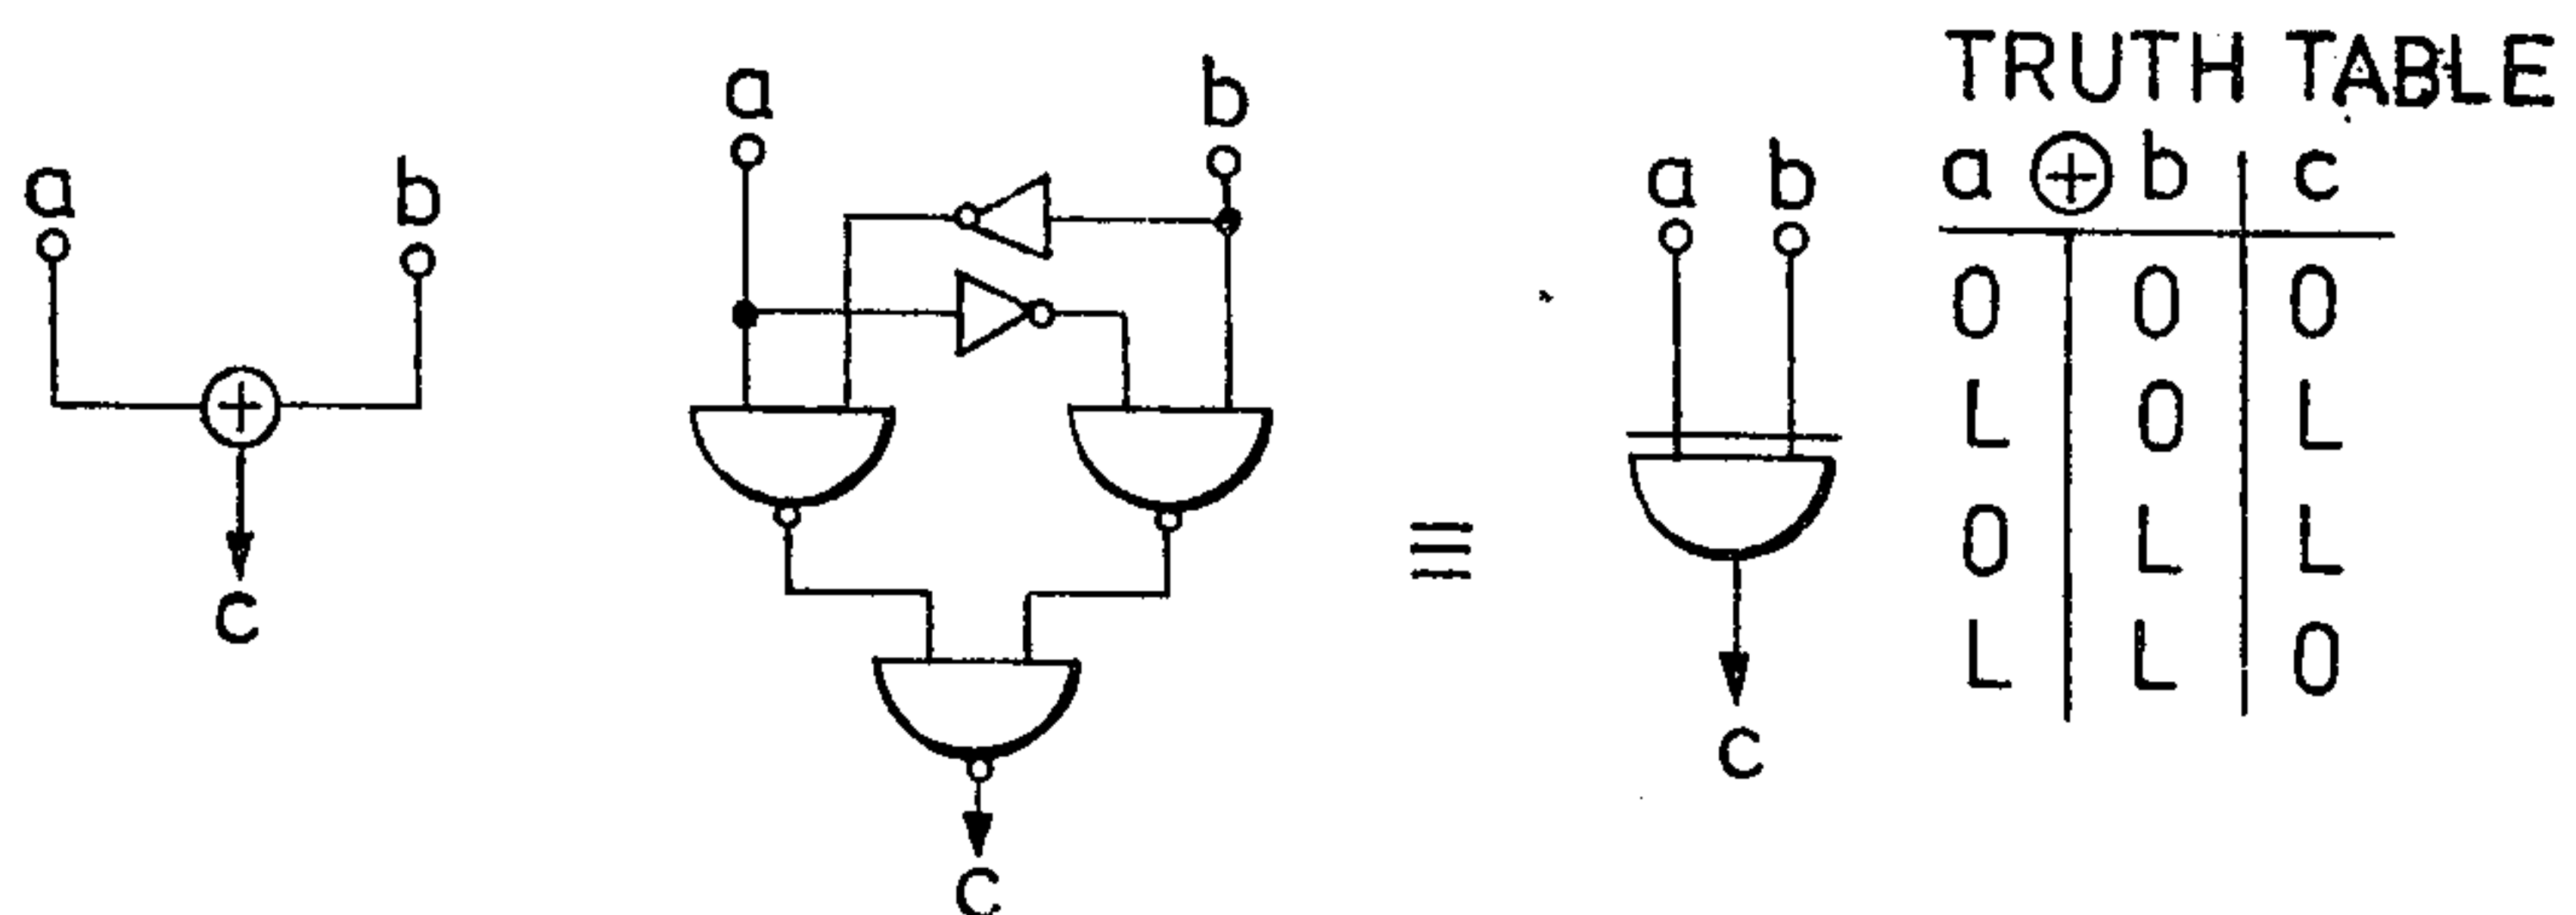 a b
c
a b
c
≡
a b
c
TRUTH TABLE
a ⊕ b c
0 0 0
L 0 L
0 L L
L L 0